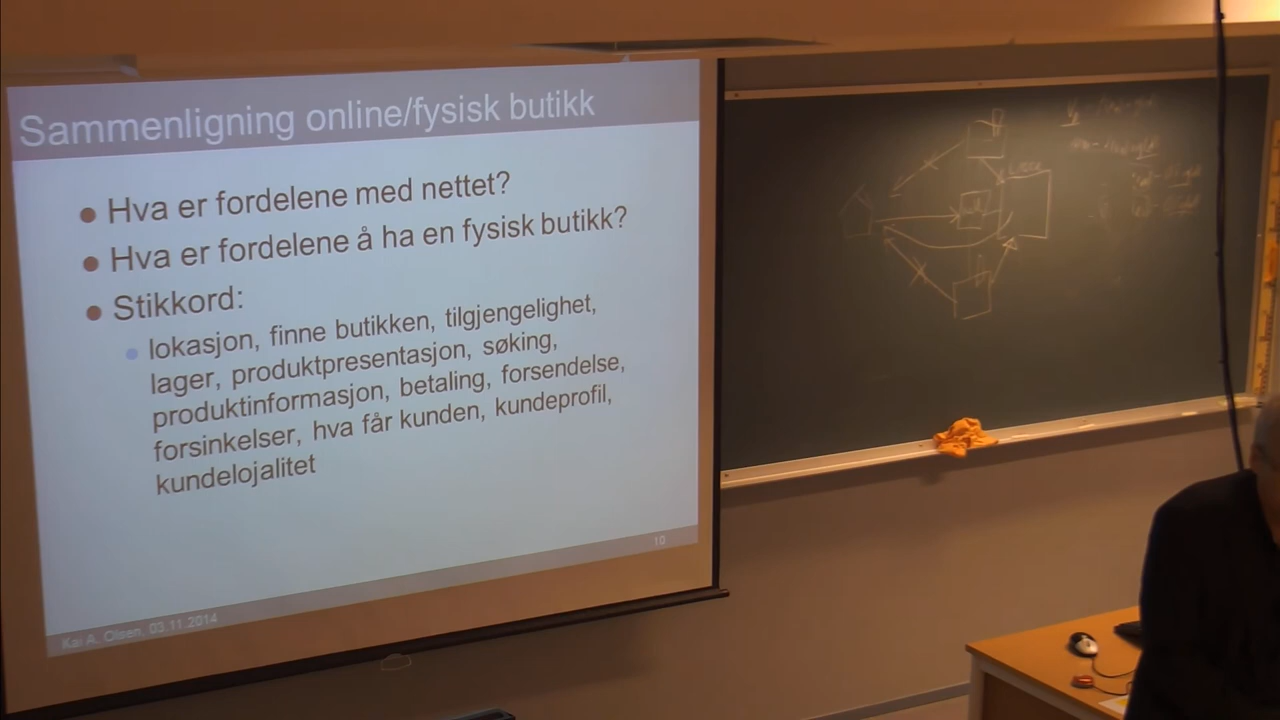 Sammenligning online/fysisk butikk
Hva er fordelene med nettet?
Hva er fordelene å ha en fysisk butikk?
Stikkord:
lokasjon, finne butikken, tilgjengelighet,
lager, produktpresentasjon, søking,
produktinformasjon, betaling, forsendelse,
forsinkelser, hva får kunden, kundeprofil,
kundelojalitet
10
Kai A. Olsen, 03.11.2014